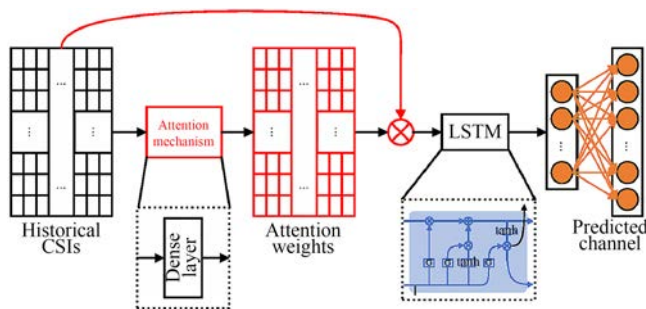 ...
...
...
...
...
...
...
...
Attention
mechanism
LSTM
...
Historical
CSIs
Attention
weights
Predicted
channel
Dense
layer
tanh
tanh
σ
σ
σ